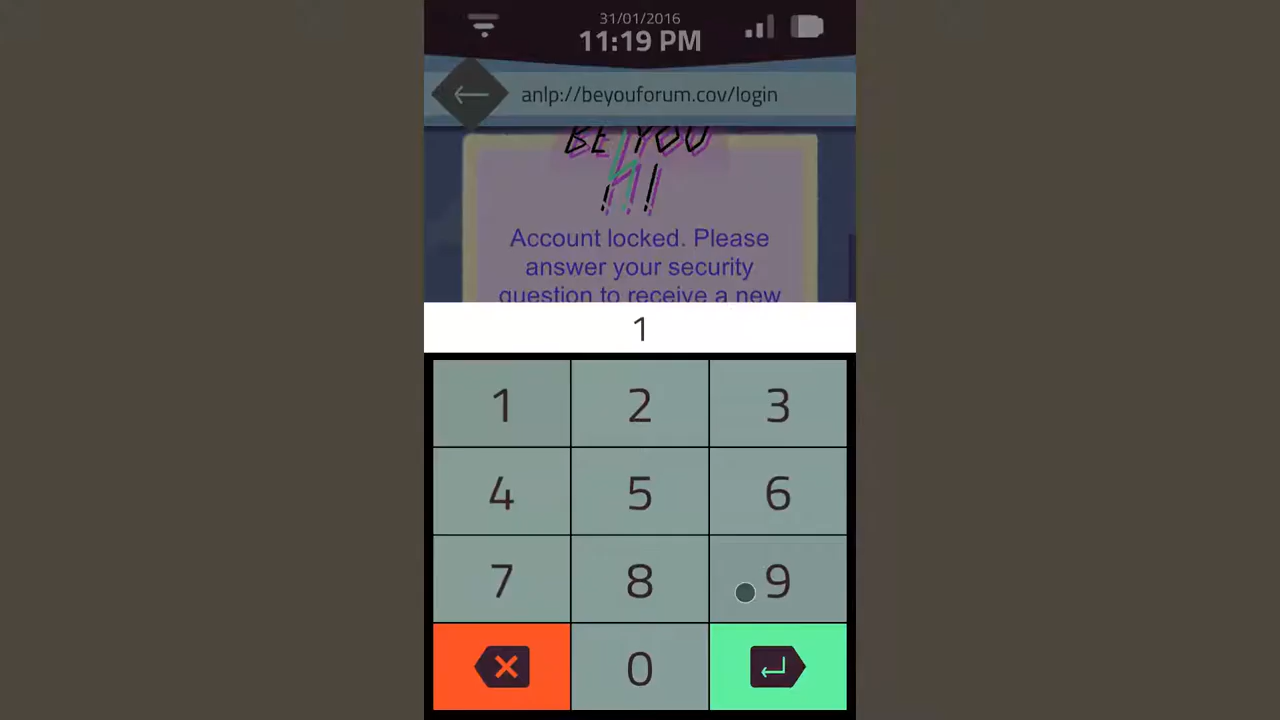 31/01/2016
11:19 PM
anlp://beyouforum.cov/login
BE YOU
Account locked. Please
answer your security
question to receive a new
1
1 2 3
4 5 6
7 8 9
0